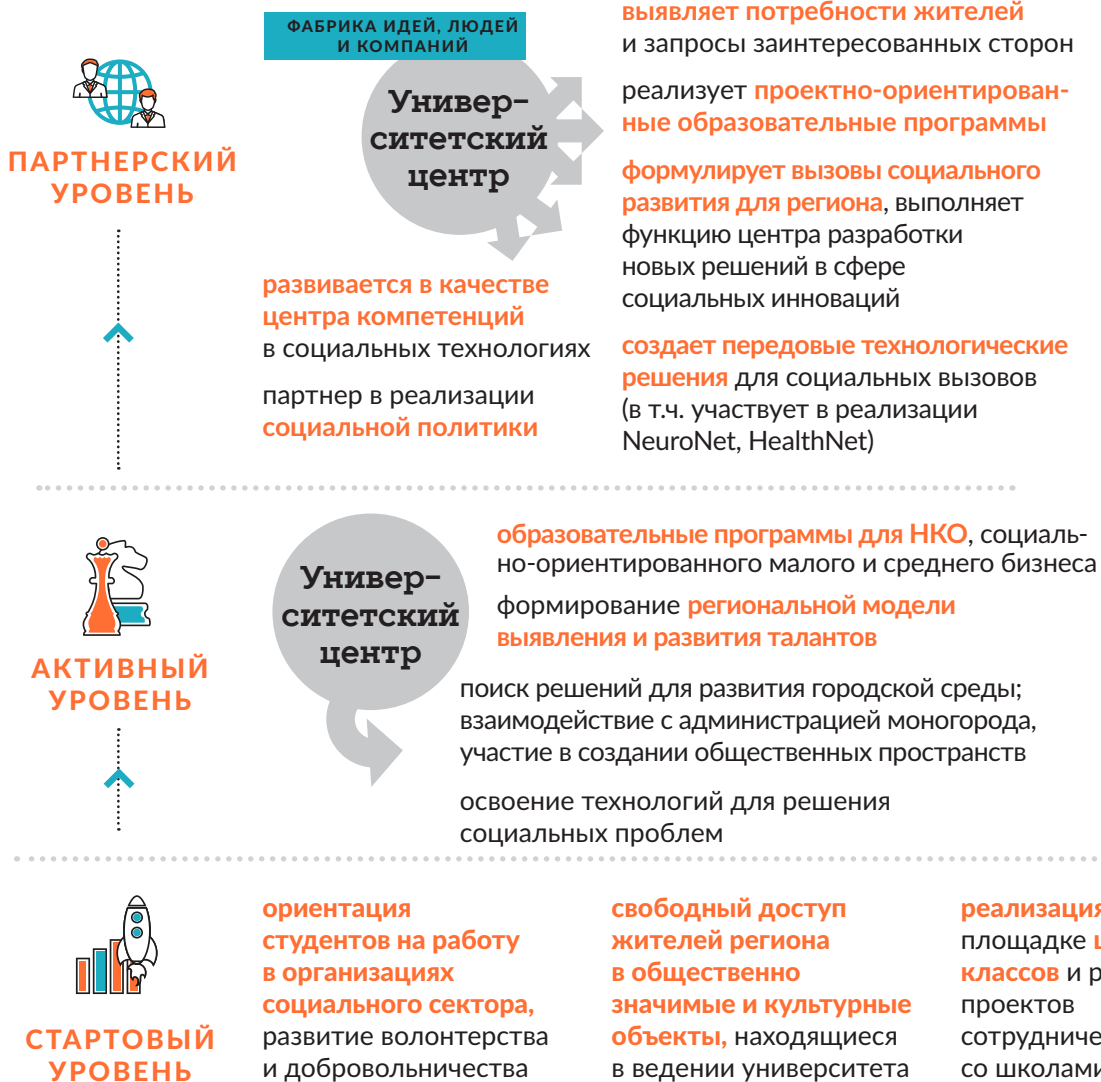 ПАРТНЕРСКИЙ
УРОВЕНЬ
ФАБРИКА ИДЕЙ, ЛЮДЕЙ
И КОМПАНИЙ
Универ-
ситетский
центр
развивается в качестве
центра компетенций
в социальных технологиях
партнер в реализации
социальной политики
выявляет потребности жителей
и запросы заинтересованных сторон
реализует проектно-ориентирован-
ные образовательные программы
формулирует вызовы социального
развития для региона, выполняет
функцию центра разработки
новых решений в сфере
социальных инноваций
создает передовые технологические
решения для социальных вызовов
(в т.ч. участвует в реализации
NeuroNet, HealthNet)
АКТИВНЫЙ
УРОВЕНЬ
Универ-
ситетский
центр
образовательные программы для НКО, социаль-
но-ориентированного малого и среднего бизнеса
формирование региональной модели
выявления и развития талантов
поиск решений для развития городской среды;
взаимодействие с администрацией моногорода,
участие в создании общественных пространств
освоение технологий для решения
социальных проблем
СТАРТОВЫЙ
УРОВЕНЬ
ориентация
студентов на работу
в организациях
социального сектора,
развитие волонтерства
и добровольничества
свободный доступ
жителей региона
в общественно
значимые и культурные
объекты, находящиеся
в ведении университета
реализация
площадке
классов и
проектов
сотрудниче
со школами